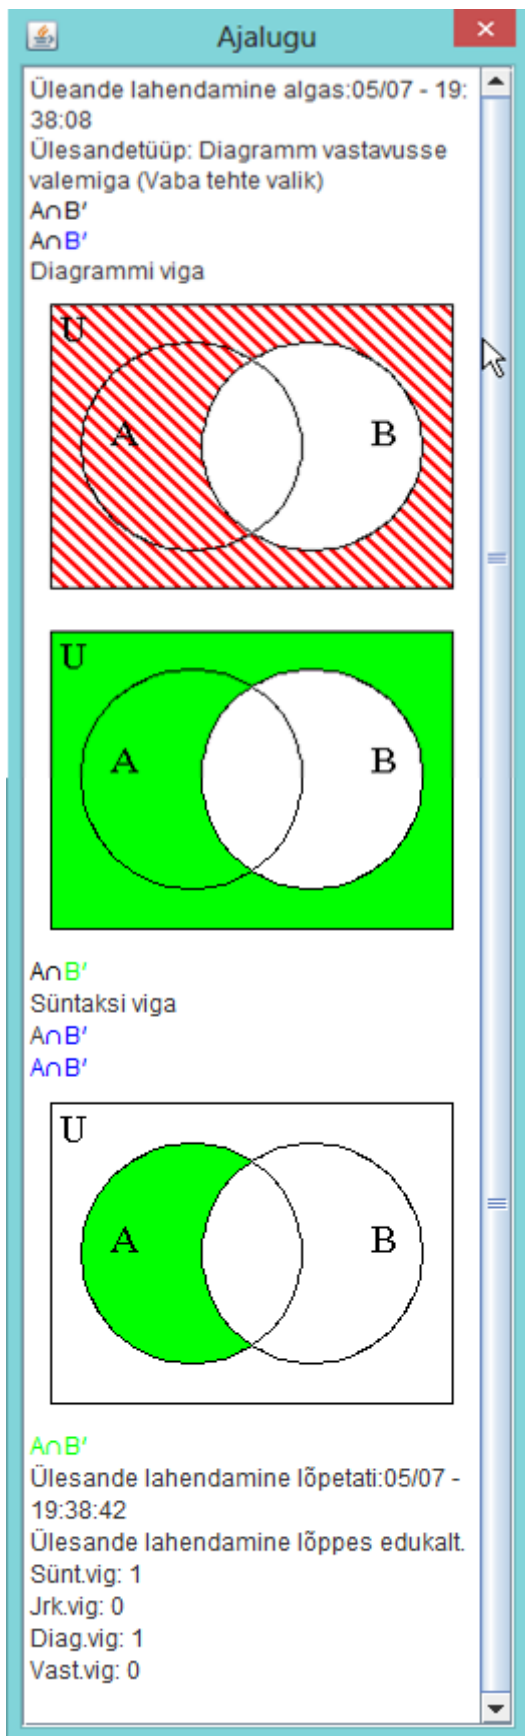 Ajalugu
Üleande lahendamine algas:05/07 - 19:
38:08
Ülesandetüüp: Diagramm vastavusse
valemiga (Vaba tehte valik)
A∩B′
A∩B′
Diagrammi viga
U
A B
U
A B
A∩B′
Süntaksi viga
A∩B′
A∩B′
U
A B
A∩B′
Ülesande lahendamine lõpetati:05/07 -
19:38:42
Ülesande lahendamine lõppes edukalt.
Sünt.vig: 1
Jrk.vig: 0
Diag.vig: 1
Vast.vig: 0